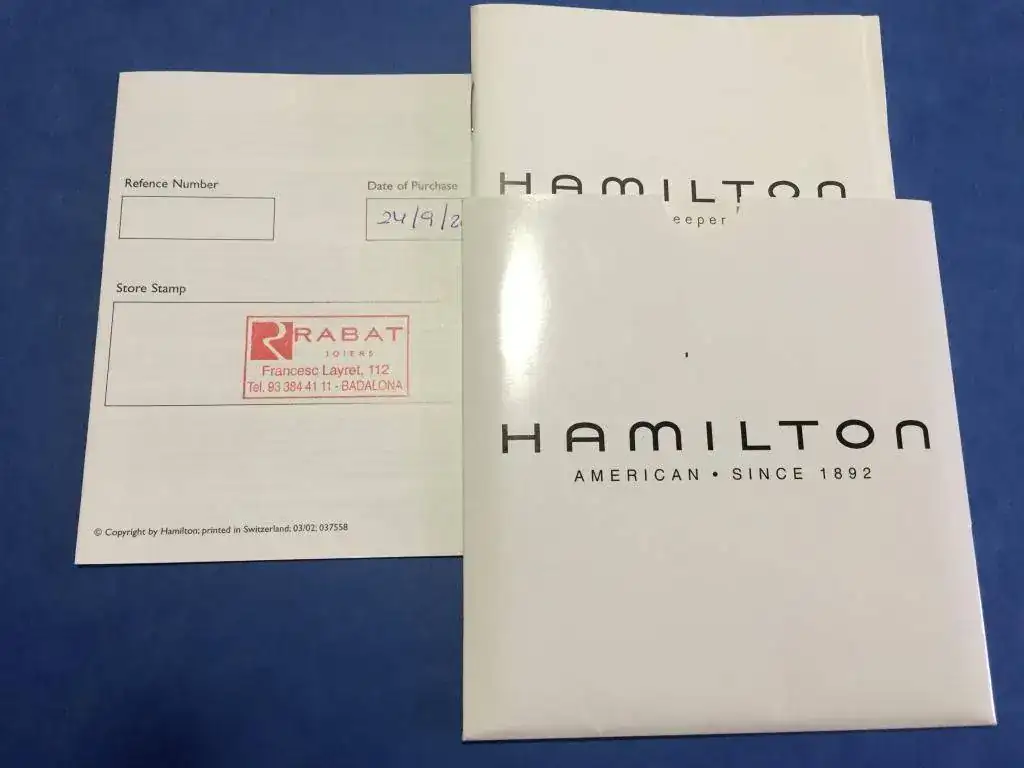 Refence Number
Date of Purchase
24/9/2
Store Stamp
RABAT
JOIERS
Francesc Layret, 112
Tel. 93 384 41 11 - BADALONA
© Copyright by Hamilton; printed in Switzerland; 03/02; 037558
HAMILTON
eeper
HAMILTON
AMERICAN • SINCE 1892